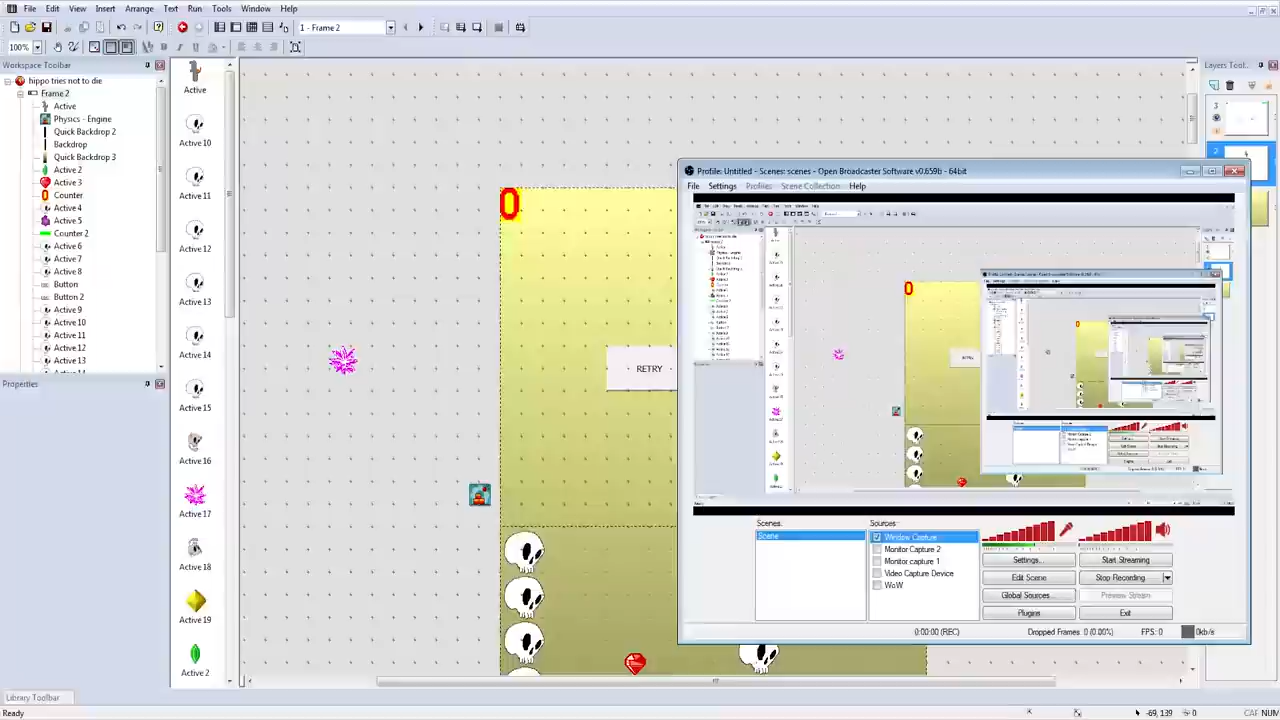 File Edit View Insert Arrange Text Run Tools Window Help
1 - Frame 2
100%
Workspace Toolbar
hippo tries not to die
Frame 2
Active
Physics - Engine
Quick Backdrop 2
Backdrop
Quick Backdrop 3
Active 2
Active 3
Counter
Active 4
Active 5
Counter 2
Active 6
Active 7
Active 8
Button
Button 2
Active 9
Active 10
Active 11
Active 12
Active 13
Properties
Library Toolbar
Ready
Active
Active 10
Active 11
Active 12
Active 13
Active 14
Active 15
Active 16
Active 17
Active 18
Active 19
Active 2
0
RETRY
Layers Tool...
Profile: Untitled - Scenes: scenes - Open Broadcaster Software v0.659b - 64bit
File Settings Profiles Scene Collection Help
0
RETRY
Scenes:
Scene
Sources:
Window Capture
Monitor Capture 2
Monitor capture 1
Video Capture Device
WoW
Settings...
Start Streaming
Edit Scene
Stop Recording
Global Sources...
Preview Stream
Plugins
Exit
0:00:00 (REC)
Dropped Frames: 0 (0.00%)
FPS: 0
0kb/s
-69, 139
0
CAP NUM